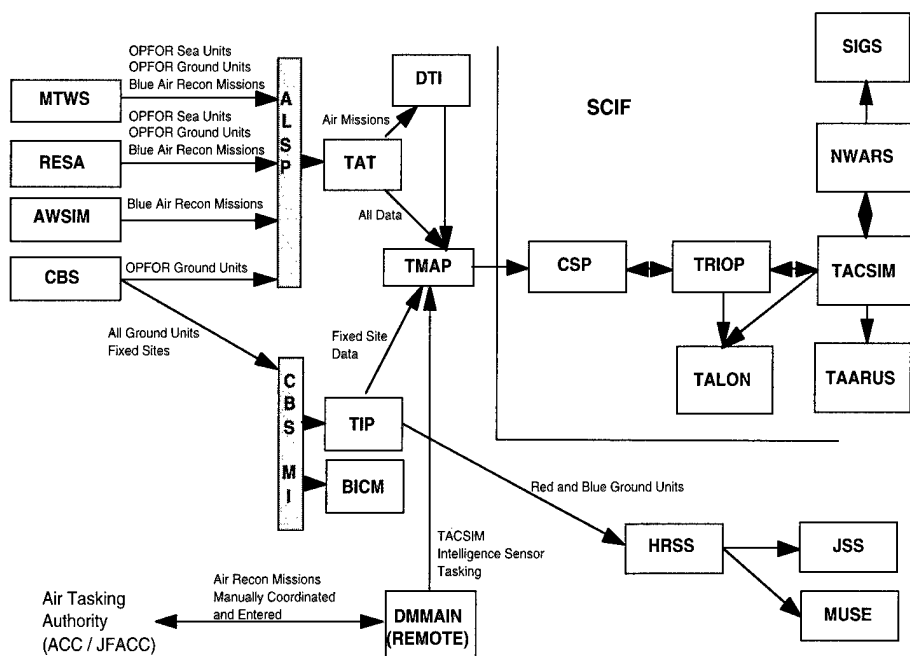 OPFOR Sea Units
OPFOR Ground Units
Blue Air Recon Missions
MTWS
OPFOR Sea Units
OPFOR Ground Units
Blue Air Recon Missions
RESA
AWSIM
Blue Air Recon Missions
CBS
OPFOR Ground Units
All Ground Units
Fixed Sites
A
L
S
P
DTI
Air Missions
TAT
All Data
TMAP
Fixed Site
Data
C
B
S
M
I
TIP
BICM
SCIF
SIGS
NWARS
CSP
TRIOP
TACSIM
TALON
TAARUS
Red and Blue Ground Units
HRSS
JSS
MUSE
TACSIM
Intelligence Sensor
Tasking
Air Tasking
Authority
(ACC / JFACC)
Air Recon Missions
Manually Coordinated
and Entered
DMMAIN
(REMOTE)